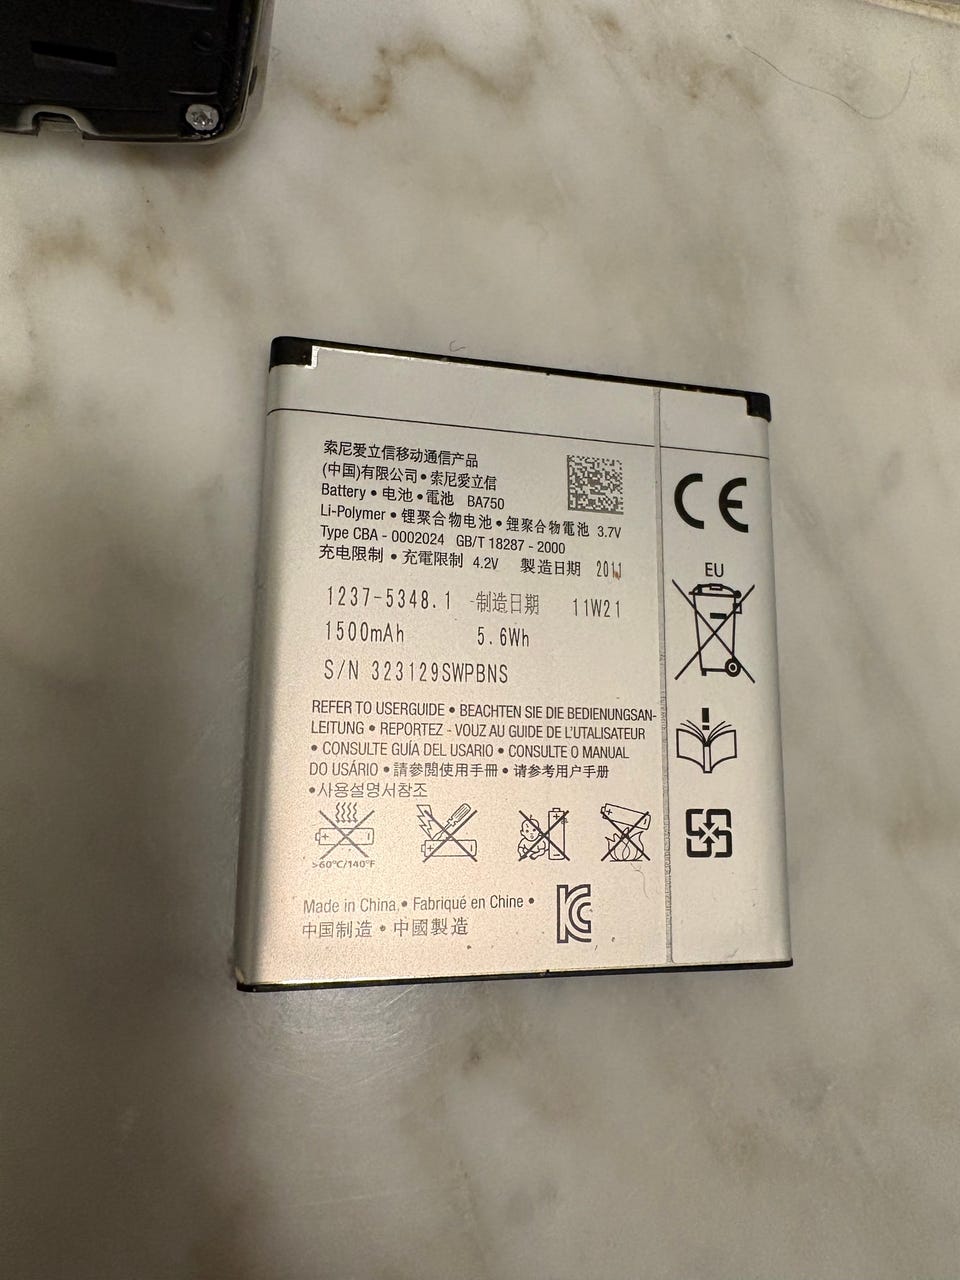 索尼爱立信移动通信产品
(中国)有限公司 • 索尼爱立信
Battery • 电池 • 電池 BA750
Li-Polymer • 锂聚合物电池 • 锂聚合物電池 3.7V
Type CBA - 0002024 GB/T 18287 - 2000
充电限制 • 充電限制 4.2V 製造日期 2011
1237-5348.1 制造日期 11W21
1500mAh 5.6Wh
S/N 323129SWPBNS
REFER TO USERGUIDE • BEACHTEN SIE DIE BEDIENUNGSAN-
LEITUNG • REPORTEZ - VOUZ AU GUIDE DE L'UTALISATEUR
• CONSULTE GUÍA DEL USARIO • CONSULTE O MANUAL
DO USÁRIO • 請參閱使用手冊 • 请参考用户手册
•사용설명서참조
>60°C/140°F
Made in China • Fabriqué en Chine •
中国制造 • 中國製造
CE
EU